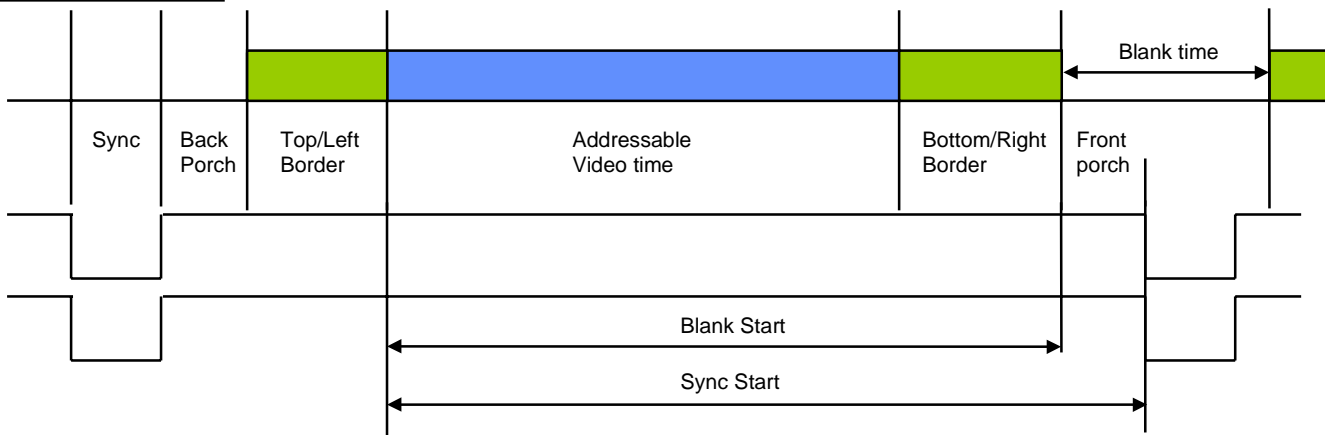 Blank time
Sync
Back
Porch
Top/Left
Border
Addressable
Video time
Bottom/Right
Border
Front
porch
Blank Start
Sync Start